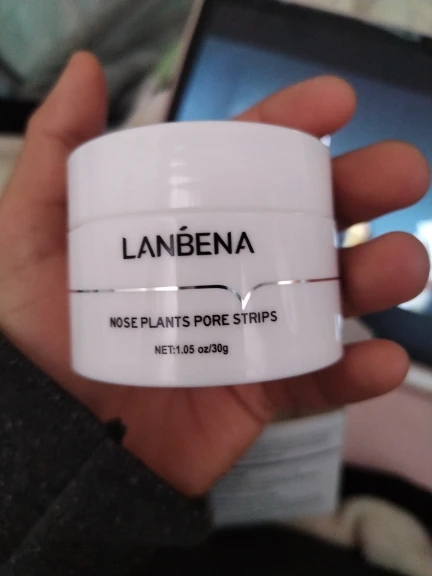 LANBENA
NOSE PLANTS PORE STRIPS
NET:1.05 oz/30g